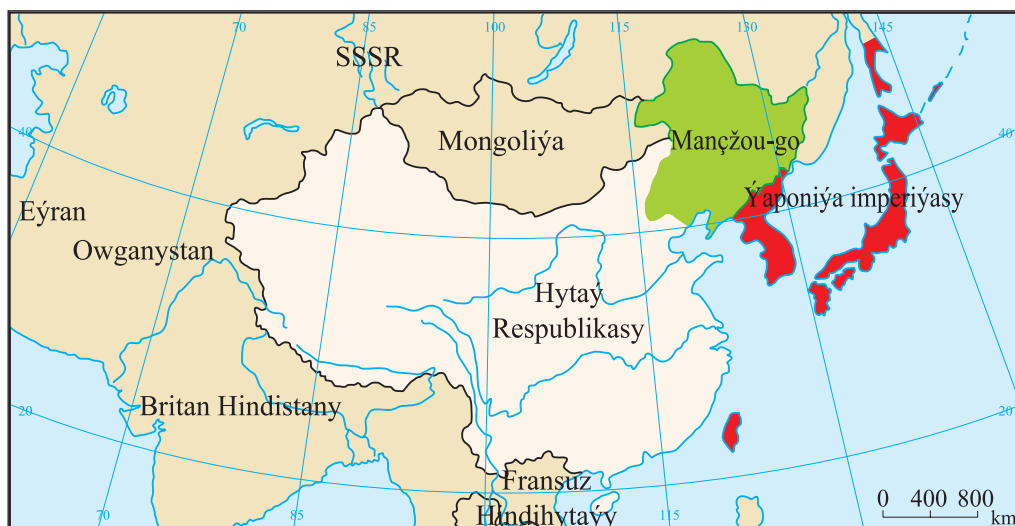 70
85
100
115
130
145
SSSR
40
Mongoliýa
Mançžou-go
40
Eýran
Ýaponiýa imperiýasy
Owganystan
Hytaý
Respublikasy
Britan Hindistany
20
20
Fransuz
Hindihytaýy
0 400 800
km
70
85
115